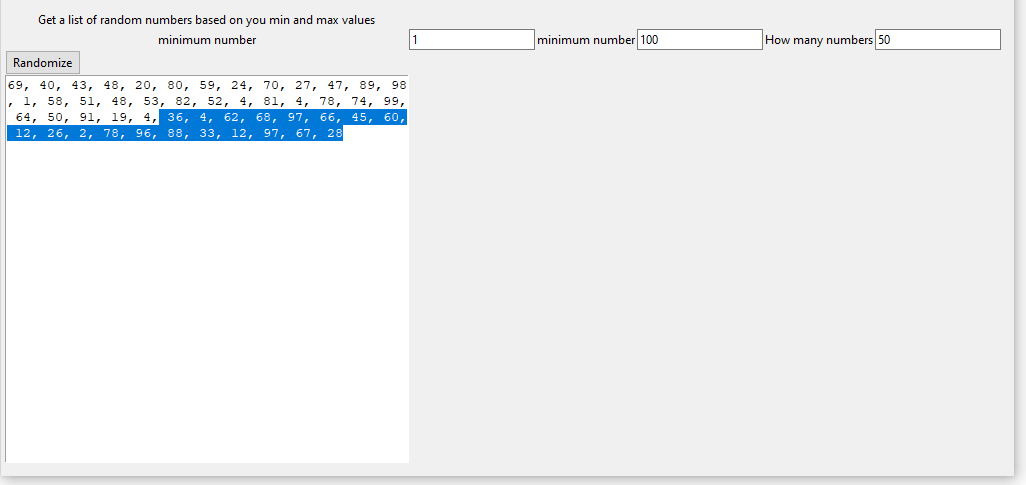 Get a list of random numbers based on you min and max values
minimum number 1 minimum number 100 How many numbers 50
Randomize
69, 40, 43, 48, 20, 80, 59, 24, 70, 27, 47, 89, 98
, 1, 58, 51, 48, 53, 82, 52, 4, 81, 4, 78, 74, 99,
64, 50, 91, 19, 4, 36, 4, 62, 68, 97, 66, 45, 60,
12, 26, 2, 78, 96, 88, 33, 12, 97, 67, 28